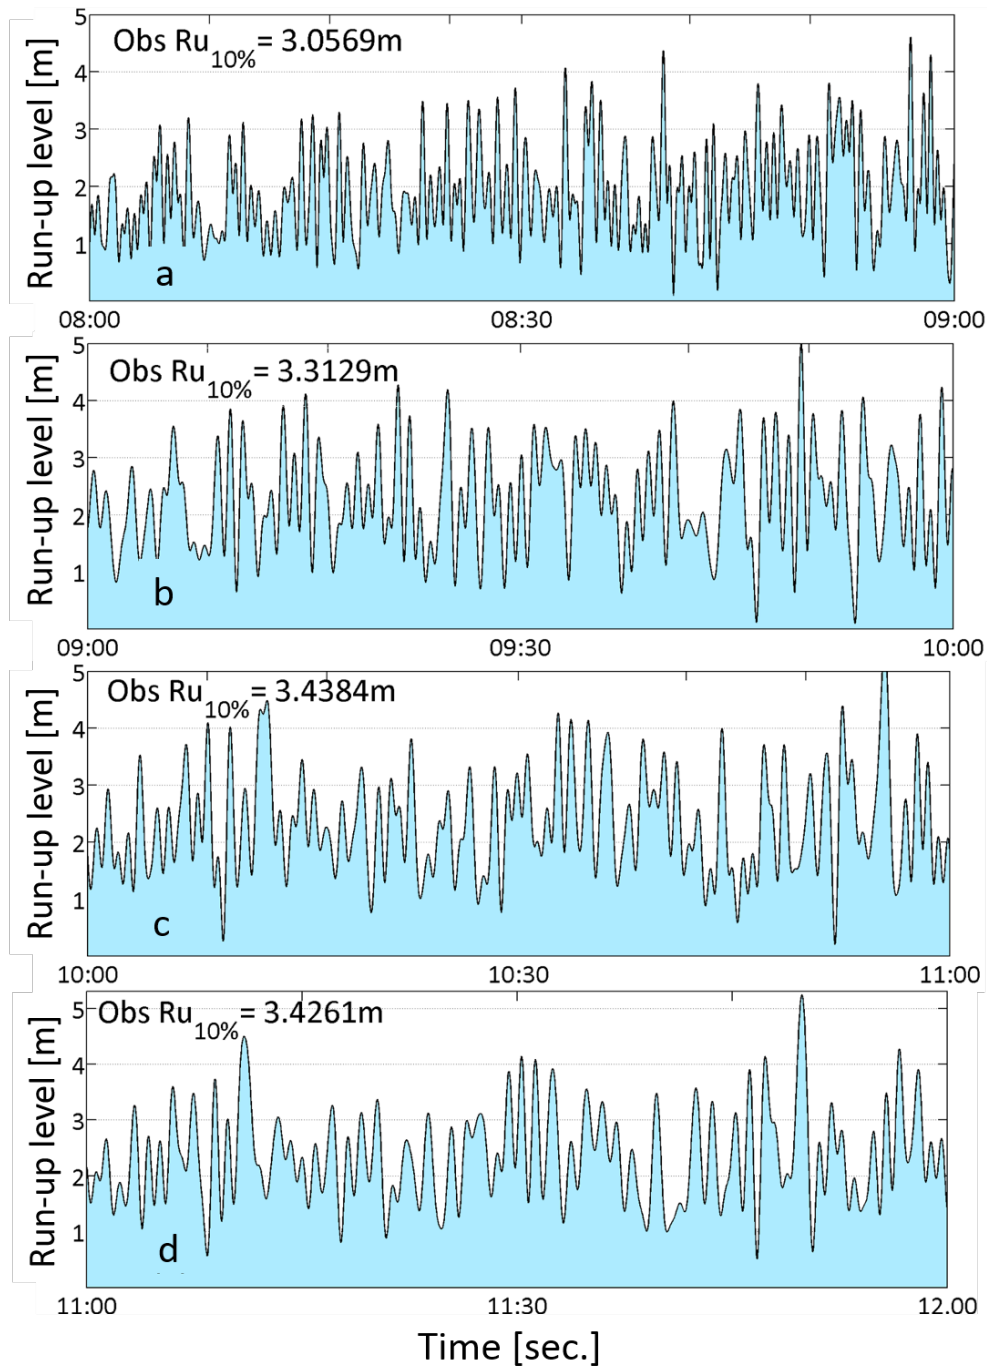 Obs Ru10%= 3.0569m
Run-up level [m]
5
4
3
2
1
a
08:00 08:30 09:00
Obs Ru10%= 3.3129m
Run-up level [m]
5
4
3
2
1
b
09:00 09:30 10:00
Obs Ru10%= 3.4384m
Run-up level [m]
5
4
3
2
1
c
10:00 10:30 11:00
Obs Ru10%= 3.4261m
Run-up level [m]
5
4
3
2
1
d
11:00 11:30 12.00
Time [sec.]